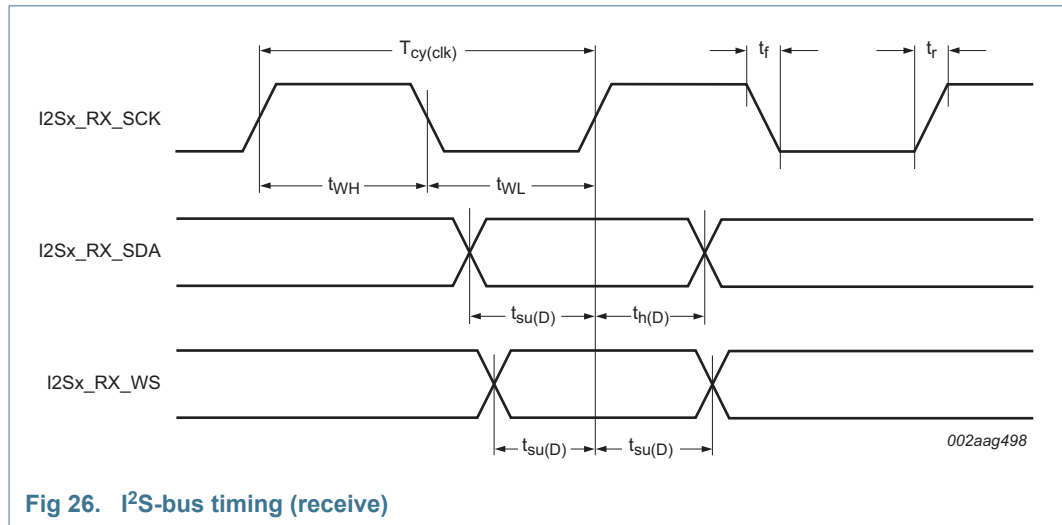 T_cy(clk) t_f t_r
I2Sx_RX_SCK
t_WH t_WL
I2Sx_RX_SDA
t_su(D) t_h(D)
I2Sx_RX_WS
t_su(D) t_su(D)
002aag498
Fig 26. I²S-bus timing (receive)